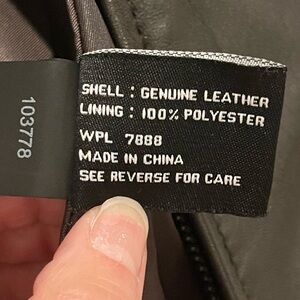 SHELL : GENUINE LEATHER
LINING : 100% POLYESTER
WPL 7888
MADE IN CHINA
SEE REVERSE FOR CARE
103778